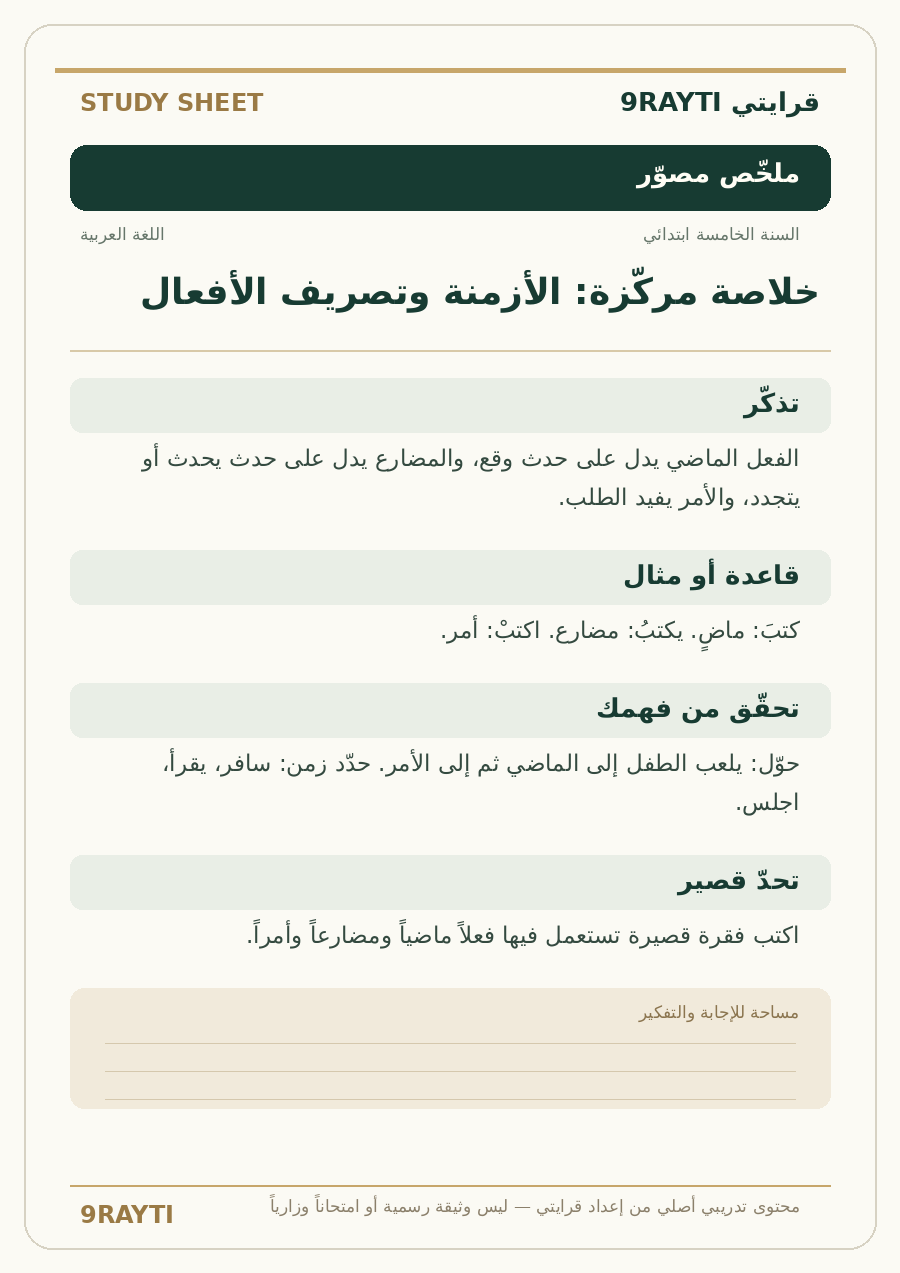 قرايتي 9RAYTI
STUDY SHEET
ملخّص مصوّر
السنة الخامسة ابتدائي
اللغة العربية
خلاصة مركّزة: الأزمنة وتصريف الأفعال
تذكّر
الفعل الماضي يدل على حدث وقع، والمضارع يدل على حدث يحدث أو
يتجدد، والأمر يفيد الطلب.
قاعدة أو مثال
كتبَ: ماضٍ. يكتبُ: مضارع. اكتبْ: أمر.
تحقّق من فهمك
حوّل: يلعب الطفل إلى الماضي ثم إلى الأمر. حدّد زمن: سافر، يقرأ،
اجلس.
تحدّ قصير
اكتب فقرة قصيرة تستعمل فيها فعلاً ماضياً ومضارعاً وأمراً.
مساحة للإجابة والتفكير
محتوى تدريبي أصلي من إعداد قرايتي — ليس وثيقة رسمية أو امتحاناً وزارياً
9RAYTI